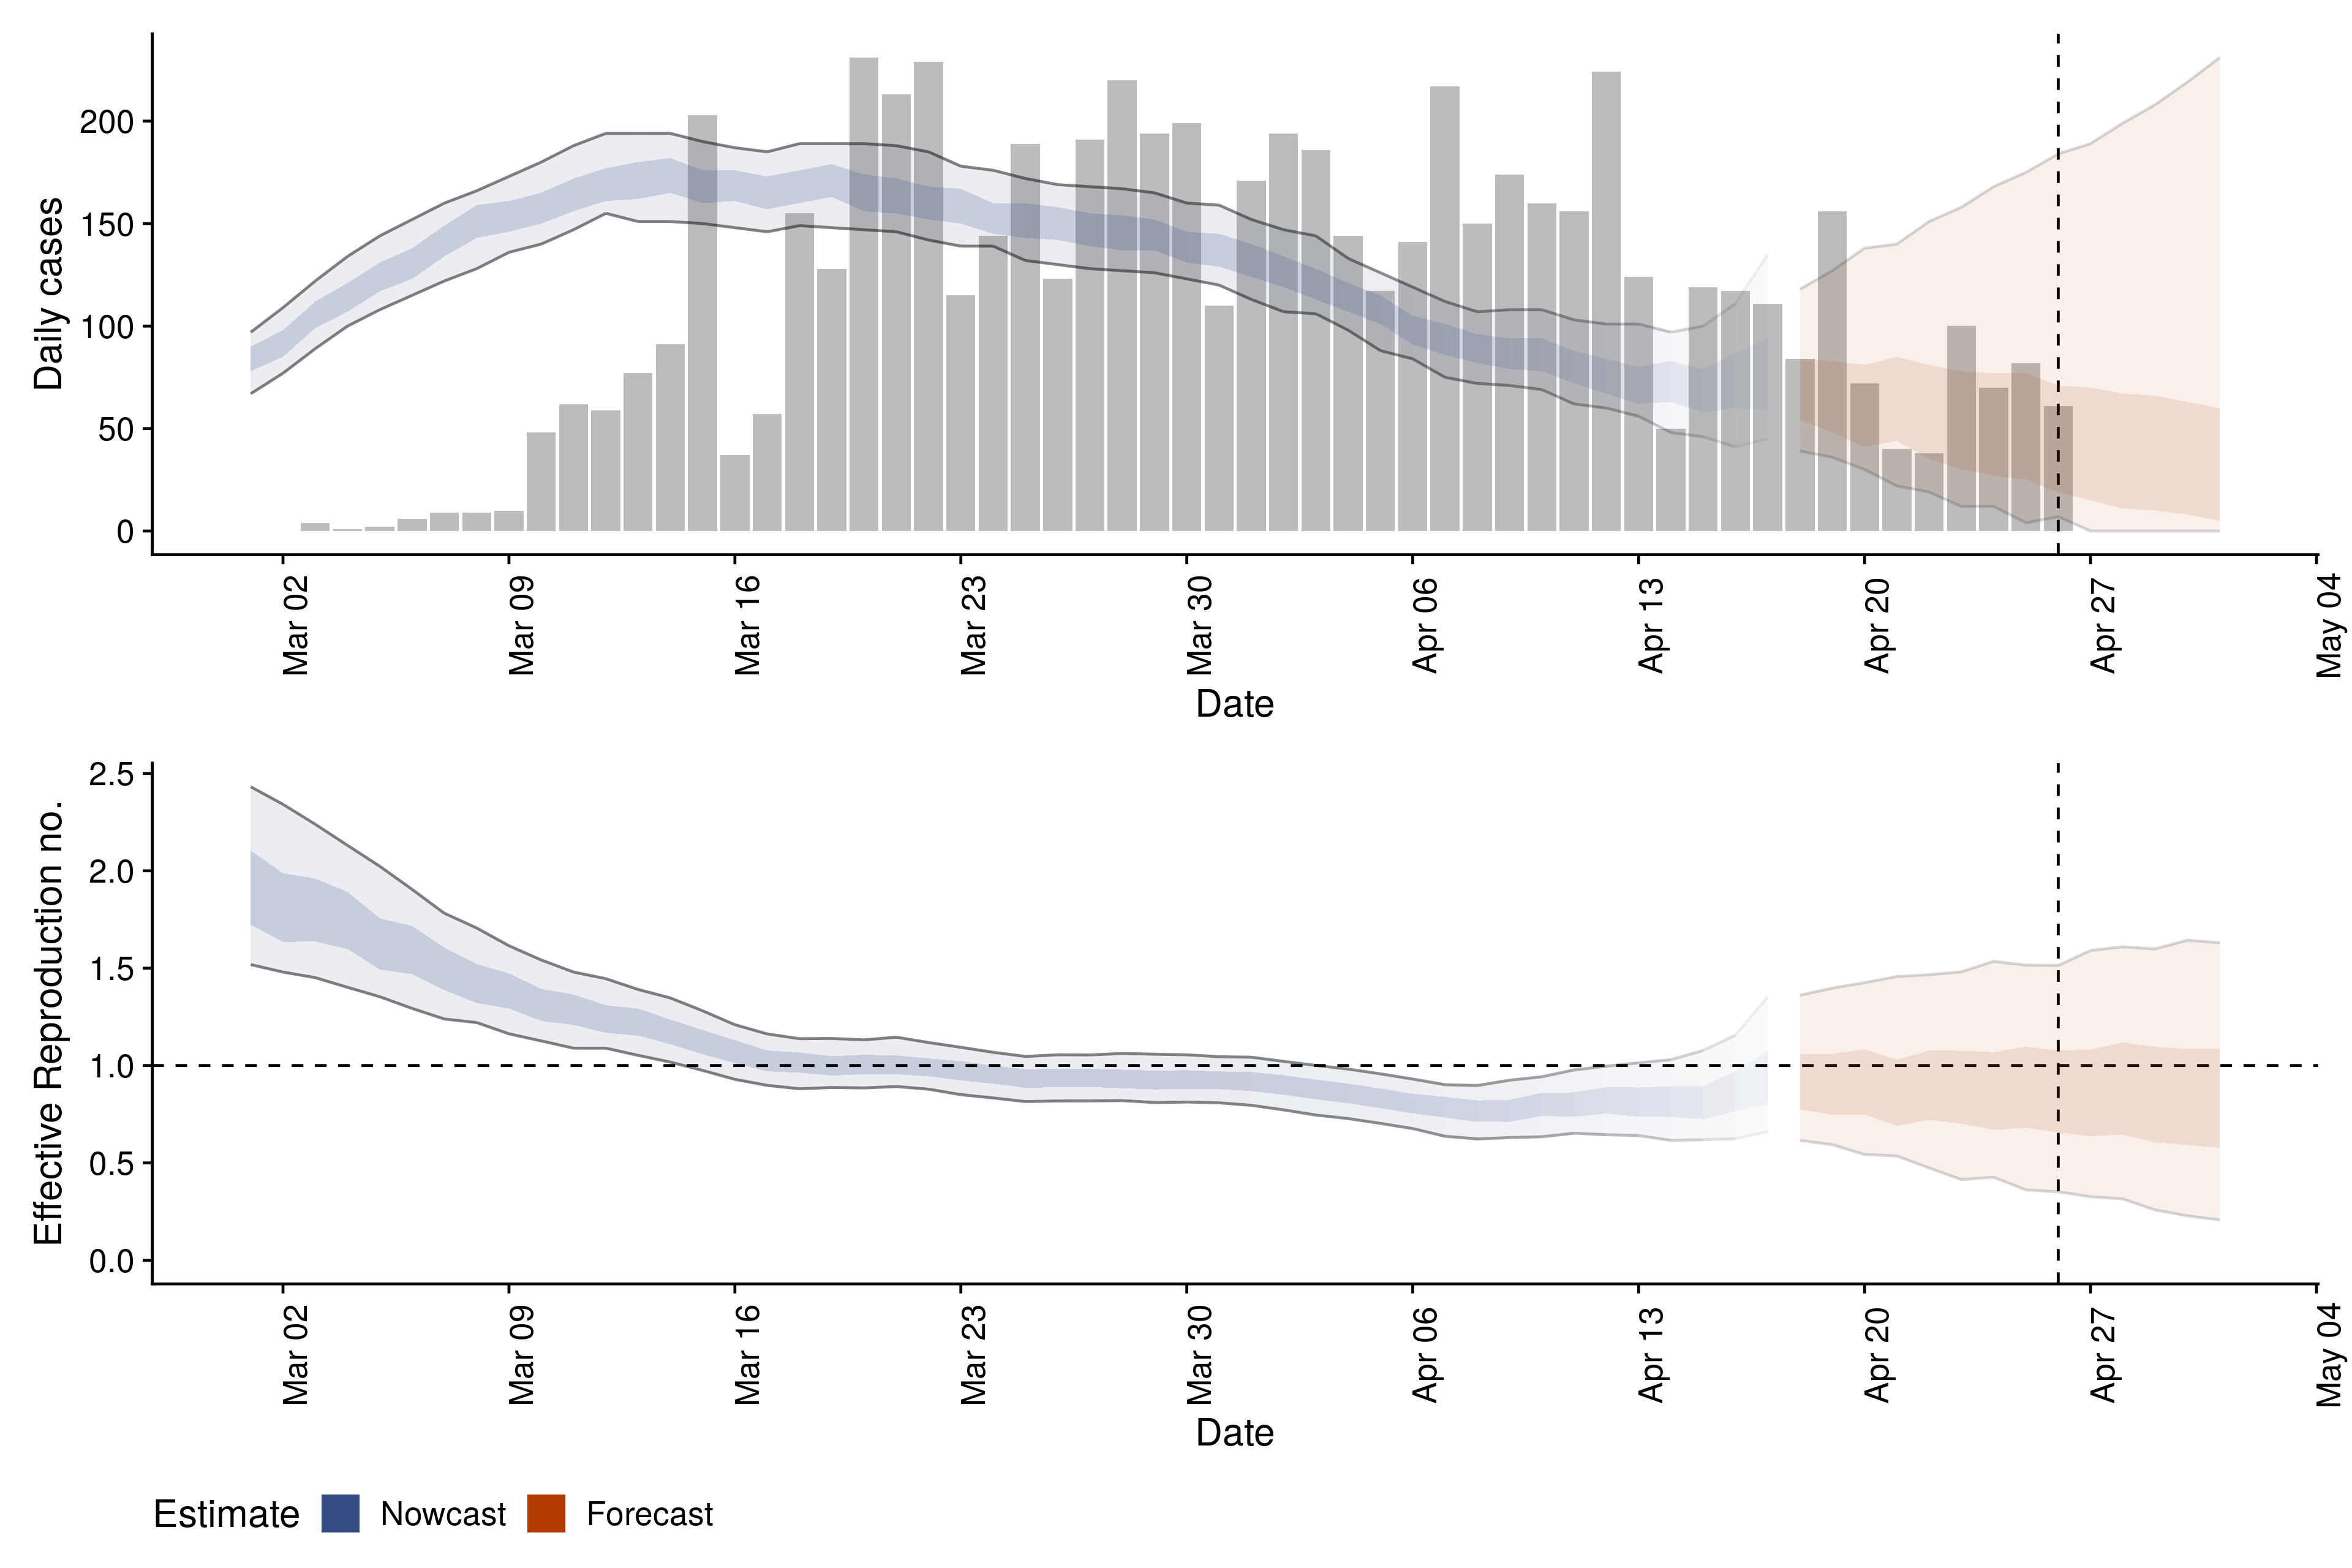 Daily cases
200
150
100
50
0
Mar 02
Mar 09
Mar 16
Mar 23
Mar 30
Apr 06
Apr 13
Apr 20
Apr 27
May 04
Date
Effective Reproduction no.
2.5
2.0
1.5
1.0
0.5
0.0
Mar 02
Mar 09
Mar 16
Mar 23
Mar 30
Apr 06
Apr 13
Apr 20
Apr 27
May 04
Date
Estimate Nowcast Forecast